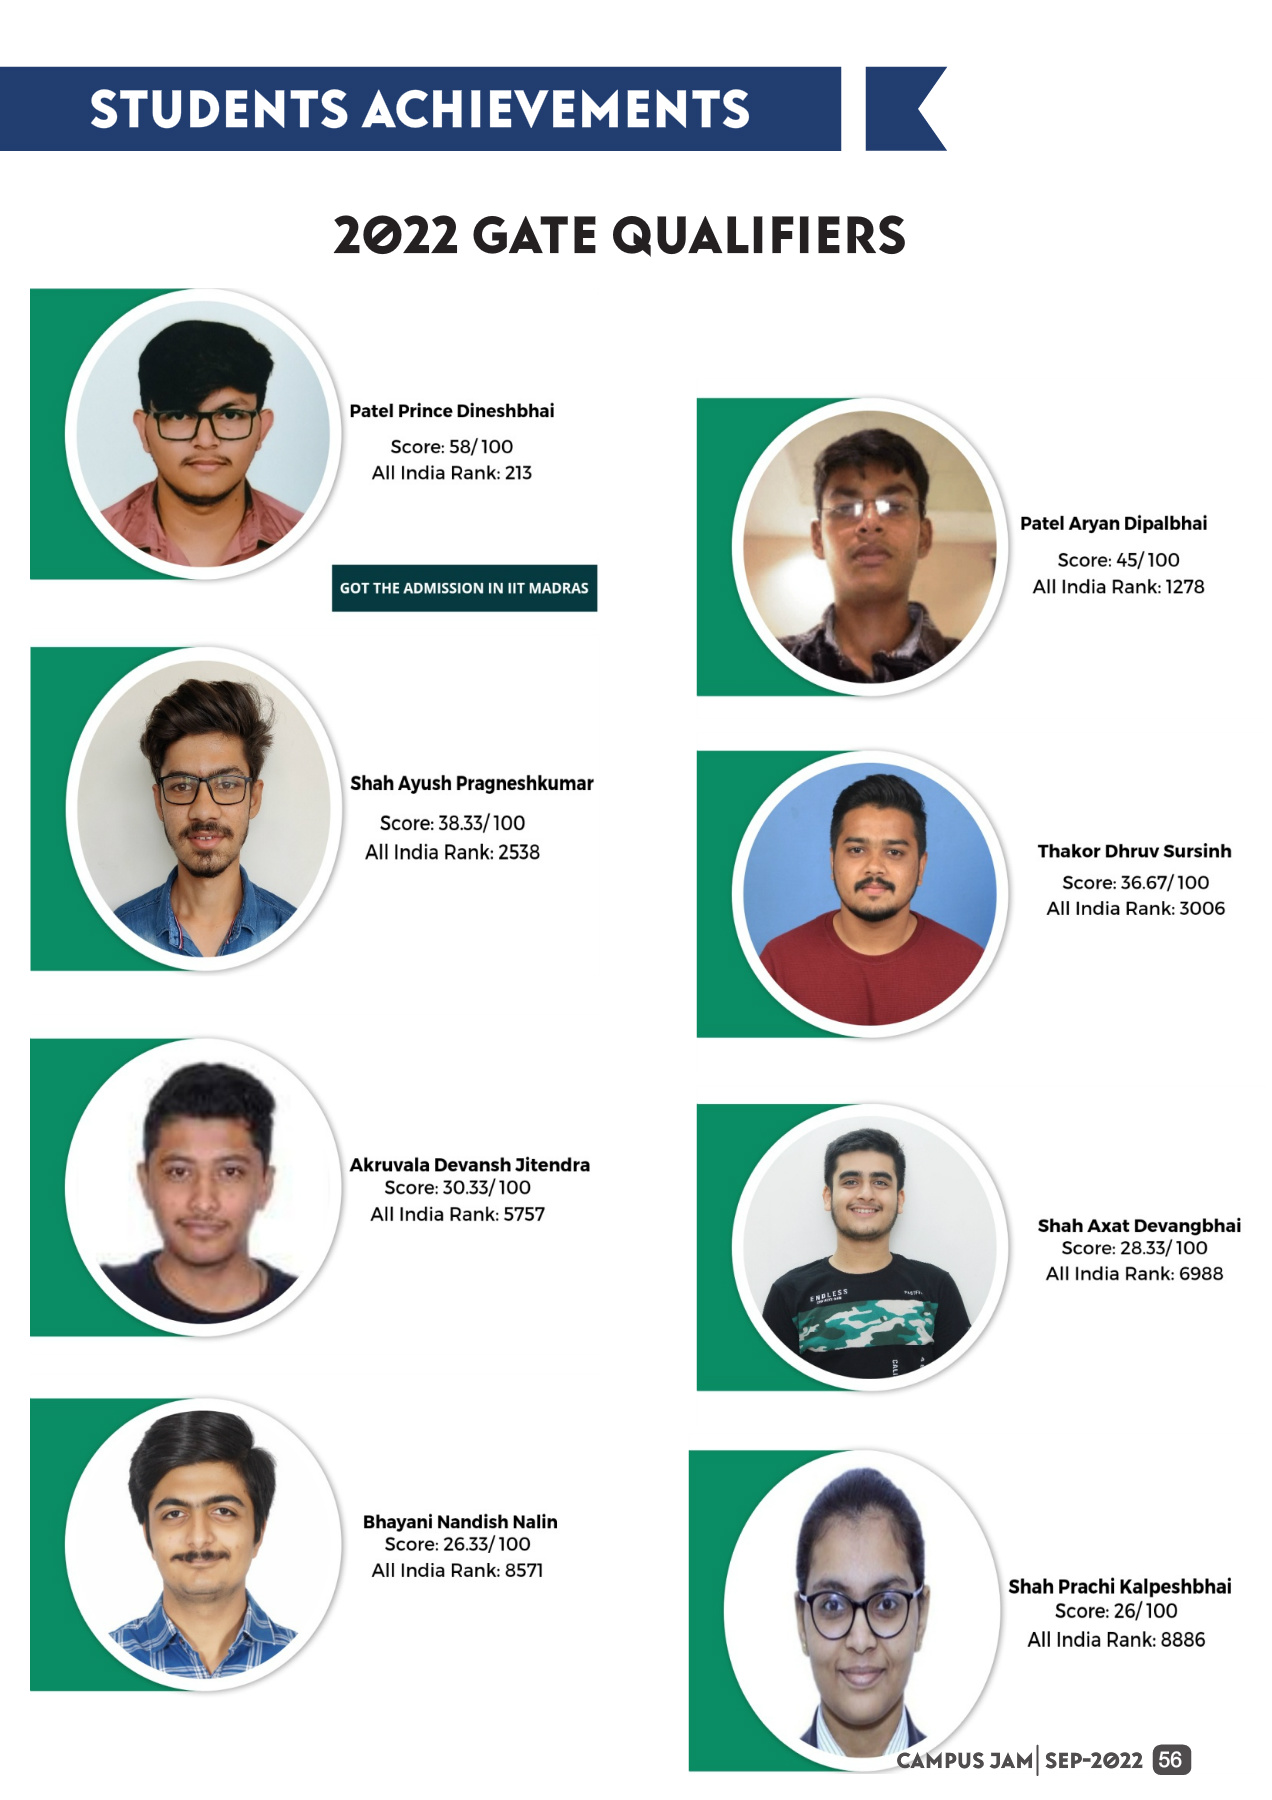 STUDENTS ACHIEVEMENTS
2022 GATE QUALIFIERS
Patel Prince Dineshbhai
Score: 58/100
All India Rank: 213
GOT THE ADMISSION IN IIT MADRAS
Patel Aryan Dipalbhai
Score: 45/100
All India Rank: 1278
Shah Ayush Pragneshkumar
Score: 38.33/100
All India Rank: 2538
Thakor Dhruv Sursinh
Score: 36.67/100
All India Rank: 3006
Akruvala Devansh Jitendra
Score: 30.33/100
All India Rank: 5757
ENDLESS
Shah Axat Devangbhai
Score: 28.33/100
All India Rank: 6988
Bhayani Nandish Nalin
Score: 26.33/100
All India Rank: 8571
Shah Prachi Kalpeshbhai
Score: 26/100
All India Rank: 8886
CAMPUS JAM| SEP-2022 56